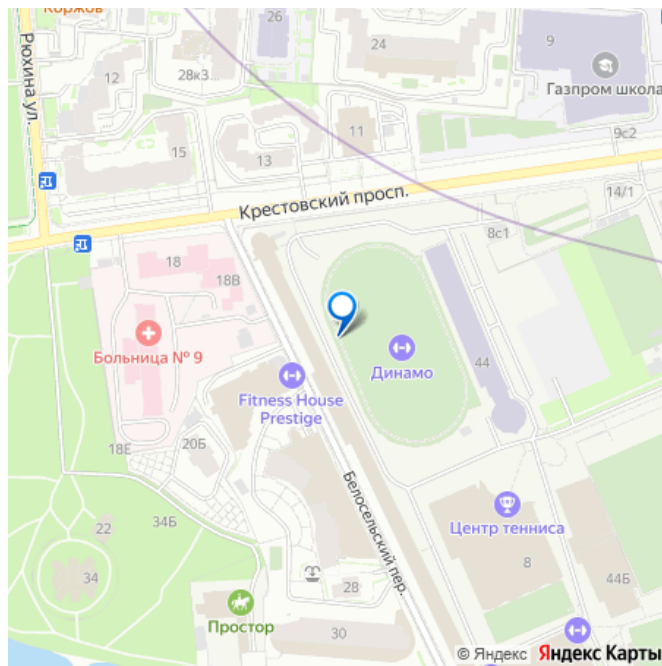 Коржов
26
24
9
Газпром школа
Рюхина ул.
12
28к3...
11
9с2
15
13
Крестовский просп.
14/1
8с1
18
18В
Больница № 9
Динамо
44
Fitness House
Prestige
18Е
20Б
Белосельский пер.
Центр тенниса
34Б
22
8
34
28
44Б
Простор
30
© Яндекс Яндекс Карты